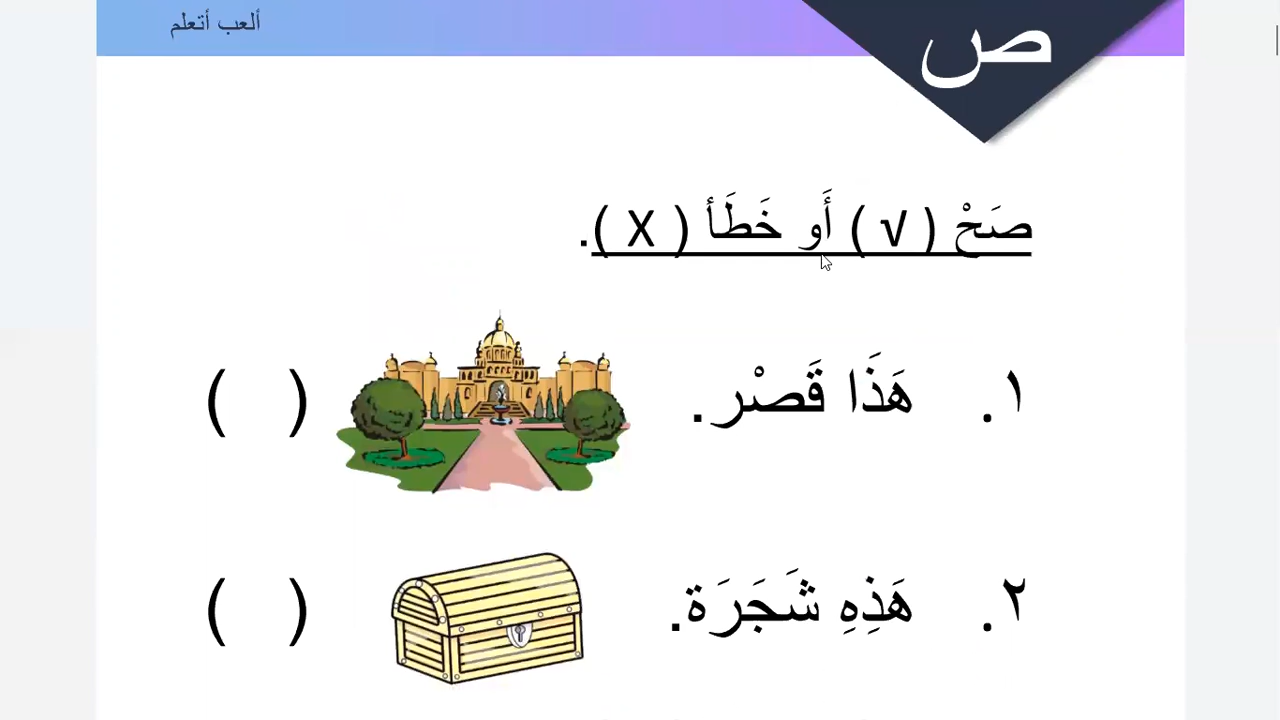 ألعب أتعلم
ص
صَحْ ( √ ) أَو خَطَأ ( X ).
١. هَذَا قَصْر. ( )
٢. هَذِهِ شَجَرَة. ( )